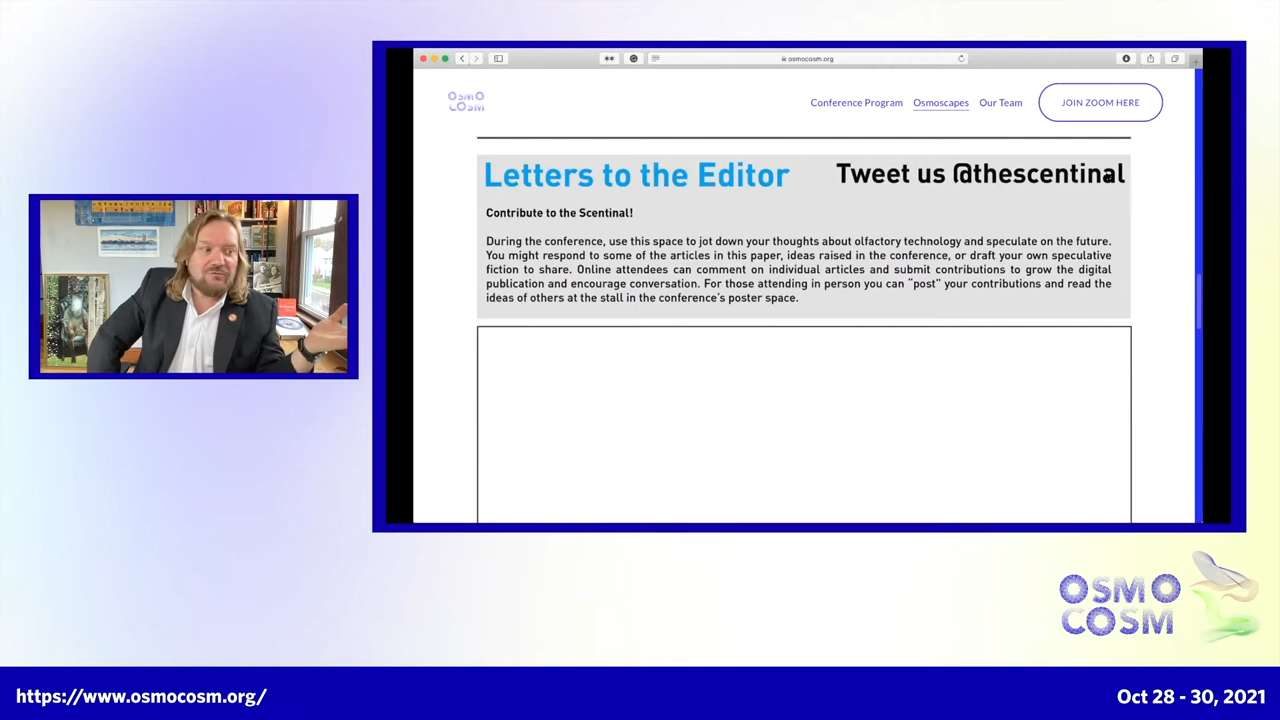 osmocosm.org
OSMO
COSM
Conference Program
Osmoscapes
Our Team
JOIN ZOOM HERE
Letters to the Editor
Tweet us @thescentinal
Contribute to the Scentinal!
During the conference, use this space to jot down your thoughts about olfactory technology and speculate on the future.
You might respond to some of the articles in this paper, ideas raised in the conference, or draft your own speculative
fiction to share. Online attendees can comment on individual articles and submit contributions to grow the digital
publication and encourage conversation. For those attending in person you can “post” your contributions and read the
ideas of others at the stall in the conference's poster space.
OSMO
COSM
https://www.osmocosm.org/
Oct 28 - 30, 2021